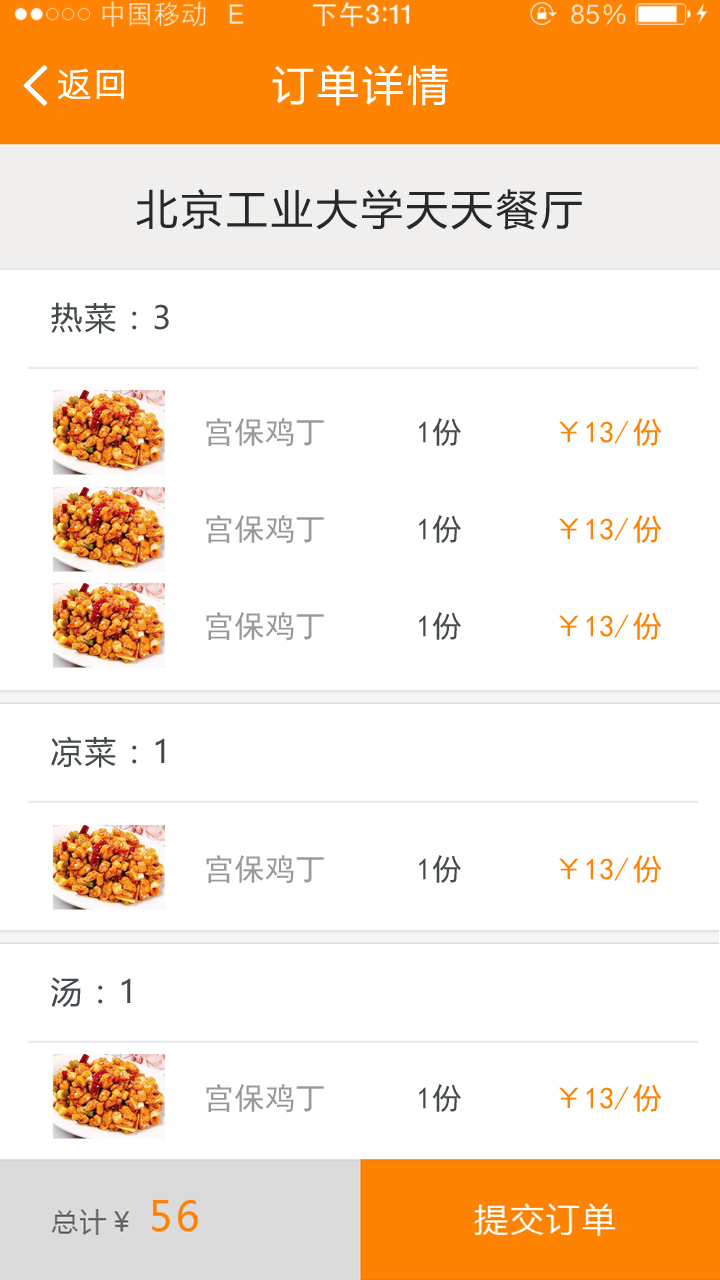 中国移动 E 下午3:11 85%
返回 订单详情
北京工业大学天天餐厅
热菜：3
宫保鸡丁 1份 ￥13/份
宫保鸡丁 1份 ￥13/份
宫保鸡丁 1份 ￥13/份
凉菜：1
宫保鸡丁 1份 ￥13/份
汤：1
宫保鸡丁 1份 ￥13/份
总计￥ 56 提交订单